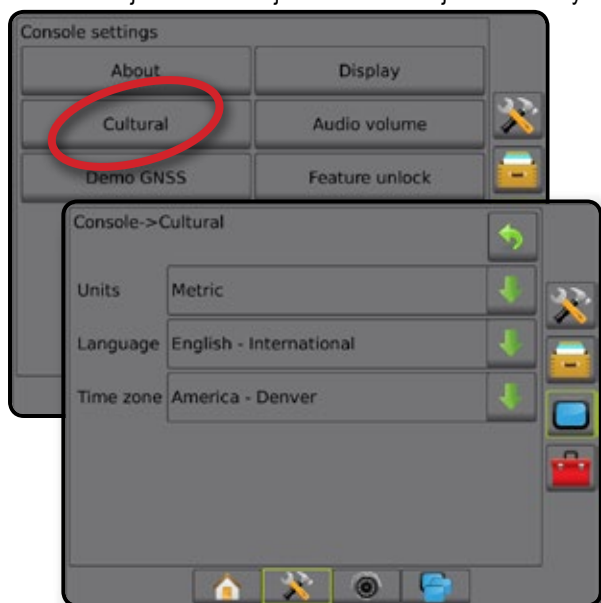 Console settings
About Display
Cultural Audio volume
Demo GNSS Feature unlock
Console->Cultural
Units Metric
Language English - International
Time zone America - Denver